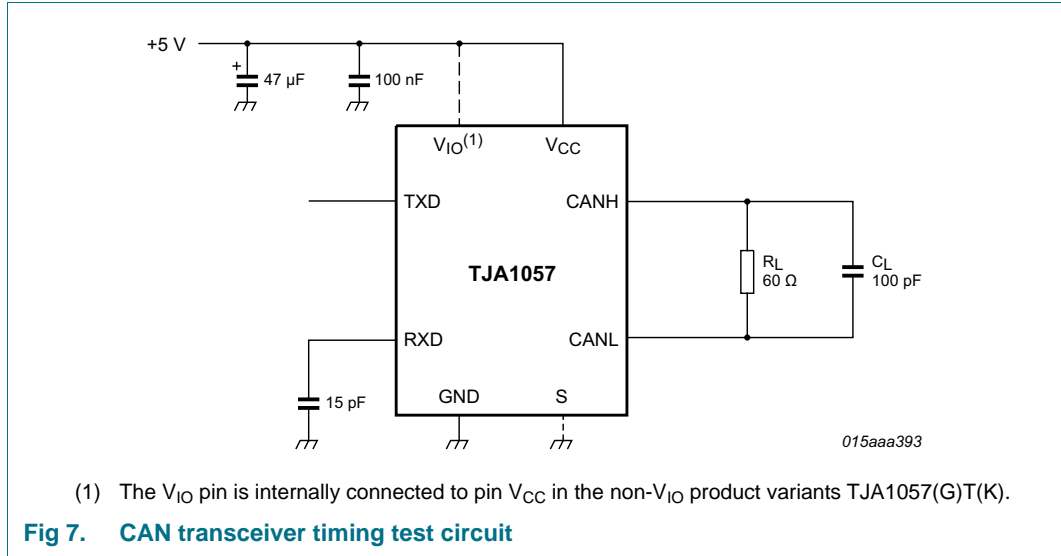 +5 V
+
47 µF
100 nF
VIO(1)
VCC
TXD
CANH
TJA1057
RL
60 Ω
CL
100 pF
RXD
CANL
15 pF
GND
S
015aaa393
(1) The VIO pin is internally connected to pin VCC in the non-VIO product variants TJA1057(G)T(K).
Fig 7. CAN transceiver timing test circuit